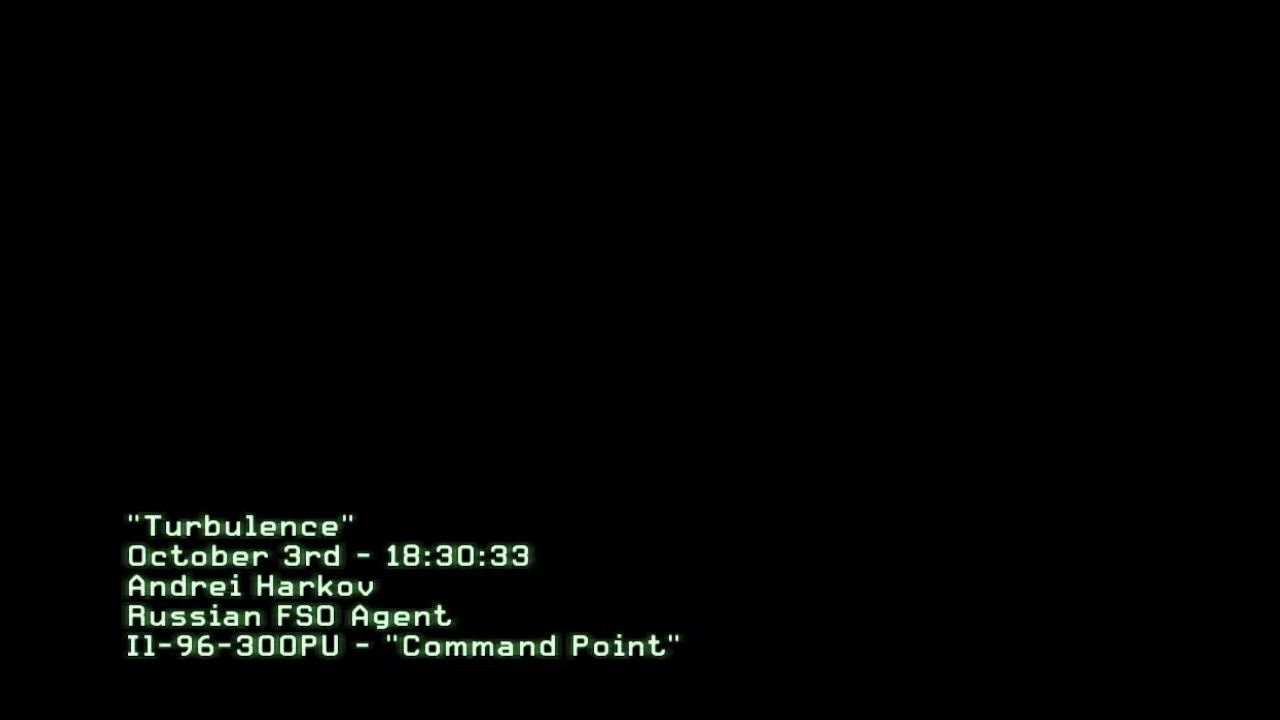 "Turbulence"
October 3rd - 18:30:33
Andrei Harkov
Russian FSO Agent
Il-96-300PU - "Command Point"